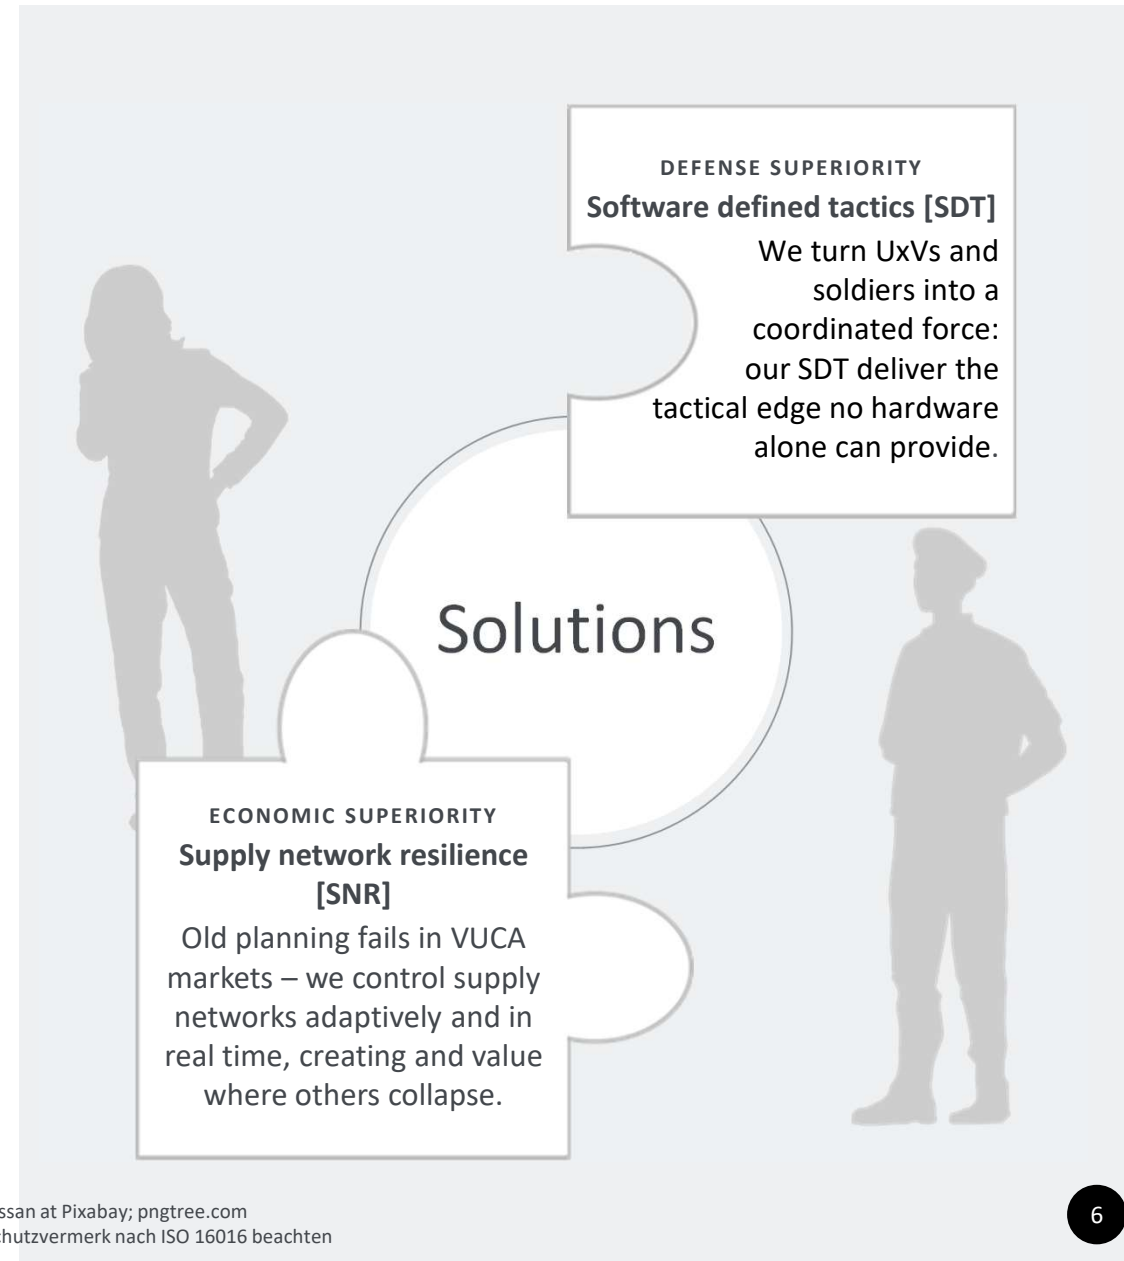 DEFENSE SUPERIORITY
Software defined tactics [SDT]
We turn UxVs and
soldiers into a
coordinated force:
our SDT deliver the
tactical edge no hardware
alone can provide.
Solutions
ECONOMIC SUPERIORITY
Supply network resilience
[SNR]
Old planning fails in VUCA
markets – we control supply
networks adaptively and in
real time, creating and value
where others collapse.
at Pixabay; pngtree.com
nach ISO 16016 beachten
6